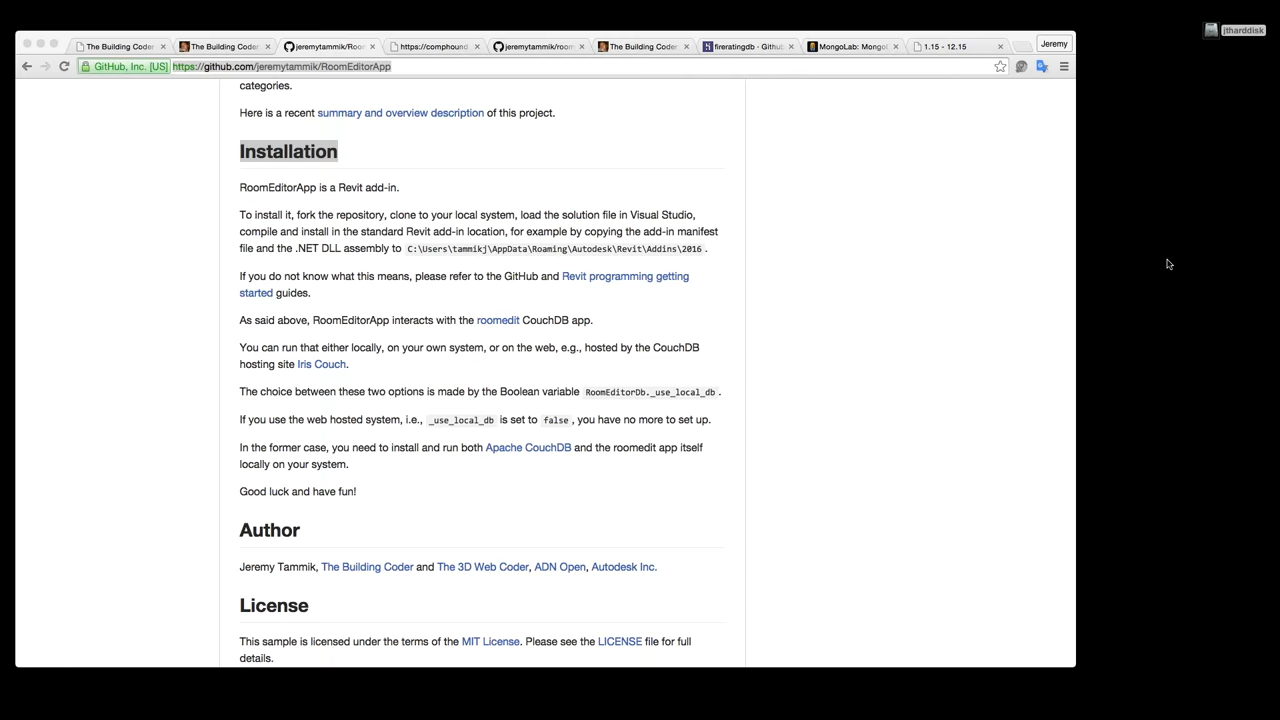 jtharddisk
The Building Coder:
The Building Coder
jeremytammik/Roo
https://comphound
jeremytammik/room
The Building Coder
fireratingdb · Github
MongoLab: MongoD
1.15 - 12.15
Jeremy
GitHub, Inc. [US] https://github.com/jeremytammik/RoomEditorApp
categories.
Here is a recent summary and overview description of this project.
Installation
RoomEditorApp is a Revit add-in.
To install it, fork the repository, clone to your local system, load the solution file in Visual Studio,
compile and install in the standard Revit add-in location, for example by copying the add-in manifest
file and the .NET DLL assembly to C:\Users\tammikj\AppData\Roaming\Autodesk\Revit\Addins\2016.
If you do not know what this means, please refer to the GitHub and Revit programming getting
started guides.
As said above, RoomEditorApp interacts with the roomedit CouchDB app.
You can run that either locally, on your own system, or on the web, e.g., hosted by the CouchDB
hosting site Iris Couch.
The choice between these two options is made by the Boolean variable RoomEditorDb._use_local_db.
If you use the web hosted system, i.e., _use_local_db is set to false, you have no more to set up.
In the former case, you need to install and run both Apache CouchDB and the roomedit app itself
locally on your system.
Good luck and have fun!
Author
Jeremy Tammik, The Building Coder and The 3D Web Coder, ADN Open, Autodesk Inc.
License
This sample is licensed under the terms of the MIT License. Please see the LICENSE file for full
details.